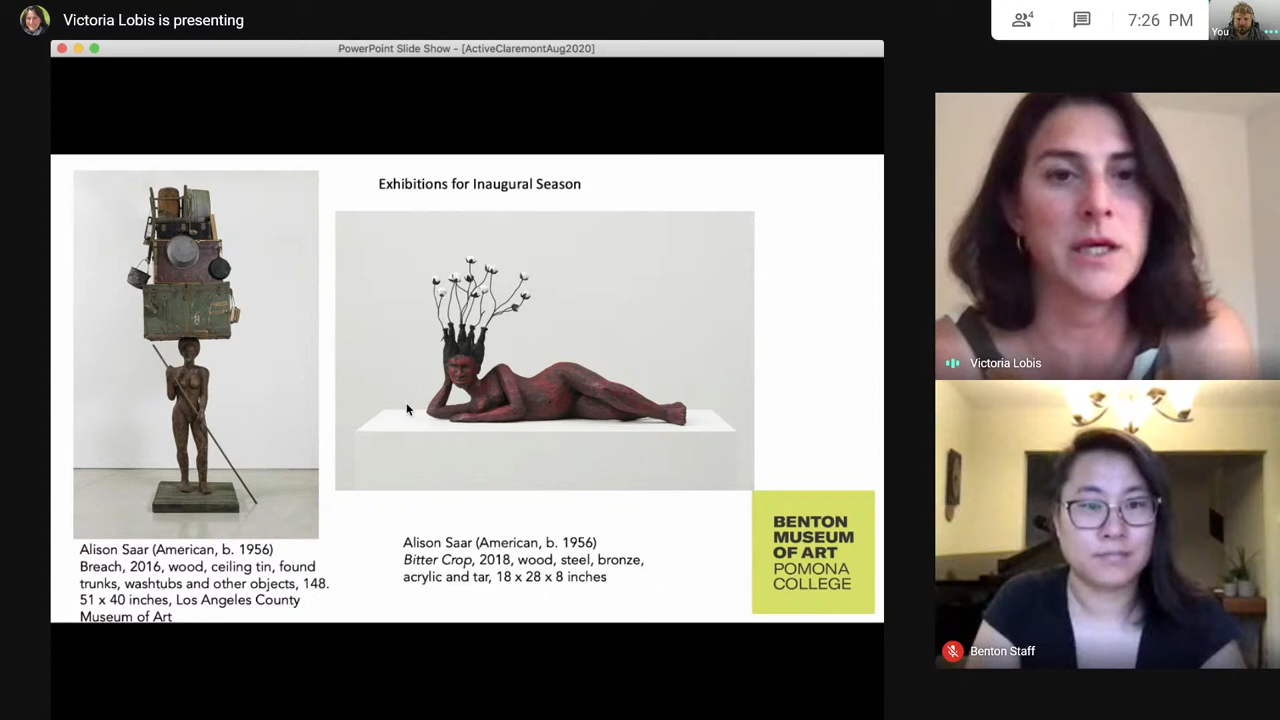 Victoria Lobis is presenting
4
7:26 PM
You
PowerPoint Slide Show - [ActiveClaremontAug2020]
Exhibitions for Inaugural Season
Alison Saar (American, b. 1956)
Breach, 2016, wood, ceiling tin, found
trunks, washtubs and other objects, 148.
51 x 40 inches, Los Angeles County
Museum of Art
Alison Saar (American, b. 1956)
Bitter Crop, 2018, wood, steel, bronze,
acrylic and tar, 18 x 28 x 8 inches
BENTON
MUSEUM
OF ART
POMONA
COLLEGE
Victoria Lobis
Benton Staff